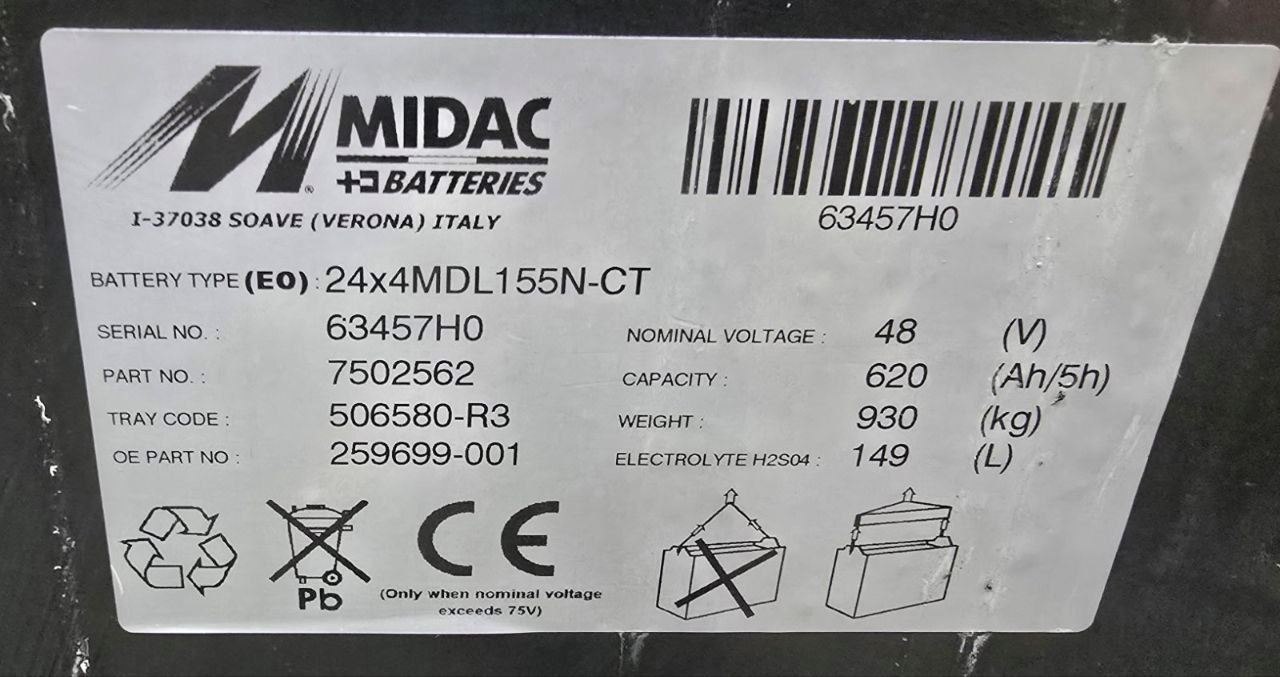 MIDAC
BATTERIES
I-37038 SOAVE (VERONA) ITALY
63457H0
BATTERY TYPE (E0) : 24x4MDL155N-CT
SERIAL NO. : 63457H0
NOMINAL VOLTAGE : 48 (V)
PART NO. : 7502562
CAPACITY : 620 (Ah/5h)
TRAY CODE : 506580-R3
WEIGHT : 930 (kg)
OE PART NO : 259699-001
ELECTROLYTE H2S04 : 149 (L)
CE
Pb
(Only when nominal voltage
exceeds 75V)